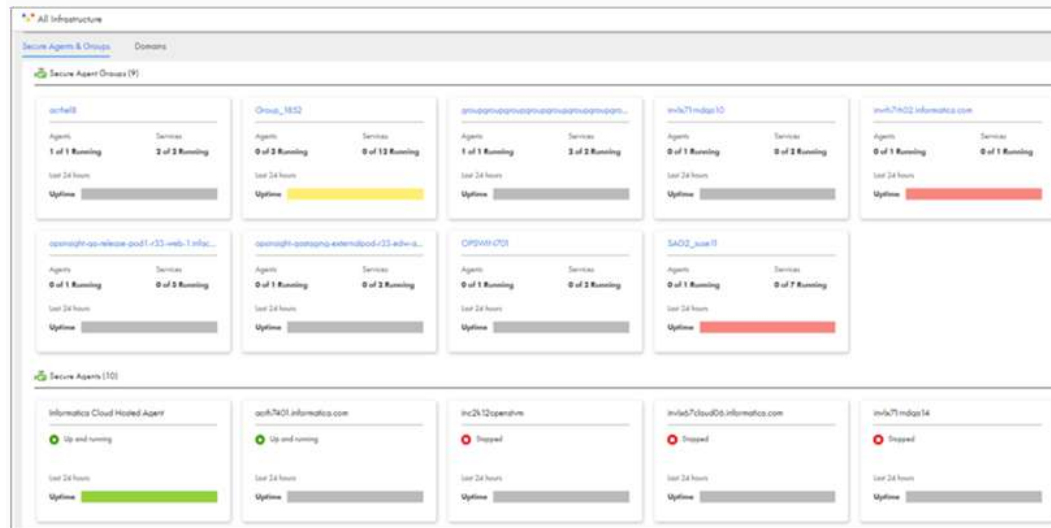 All Infrastructure
Secure Agents & Groups Domains
Secure Agent Groups (9)
Group_1852
Agents Services Agents Services Agents Services Agents Services Agents Services
1 of 1 Running 2 of 2 Running 0 of 3 Running 0 of 12 Running 1 of 1 Running 2 of 2 Running 0 of 1 Running 0 of 2 Running 0 of 1 Running 0 of 1 Running
Last 24 hours Last 24 hours Last 24 hours Last 24 hours Last 24 hours
Uptime Uptime Uptime Uptime Uptime
OPSWIN701 SAO2_suse11
Agents Services Agents Services Agents Services Agents Services
0 of 1 Running 0 of 5 Running 0 of 1 Running 0 of 2 Running 0 of 1 Running 0 of 2 Running 0 of 1 Running 0 of 7 Running
Last 24 hours Last 24 hours Last 24 hours Last 24 hours
Uptime Uptime Uptime Uptime
Secure Agents (10)
Informatica Cloud Hosted Agent inc2k12openstvm invlx67cloud06.informatica.com invlx71mdqa14
Up and running Up and running Stopped Stopped Stopped
Last 24 hours Last 24 hours Last 24 hours Last 24 hours Last 24 hours
Uptime Uptime Uptime Uptime Uptime